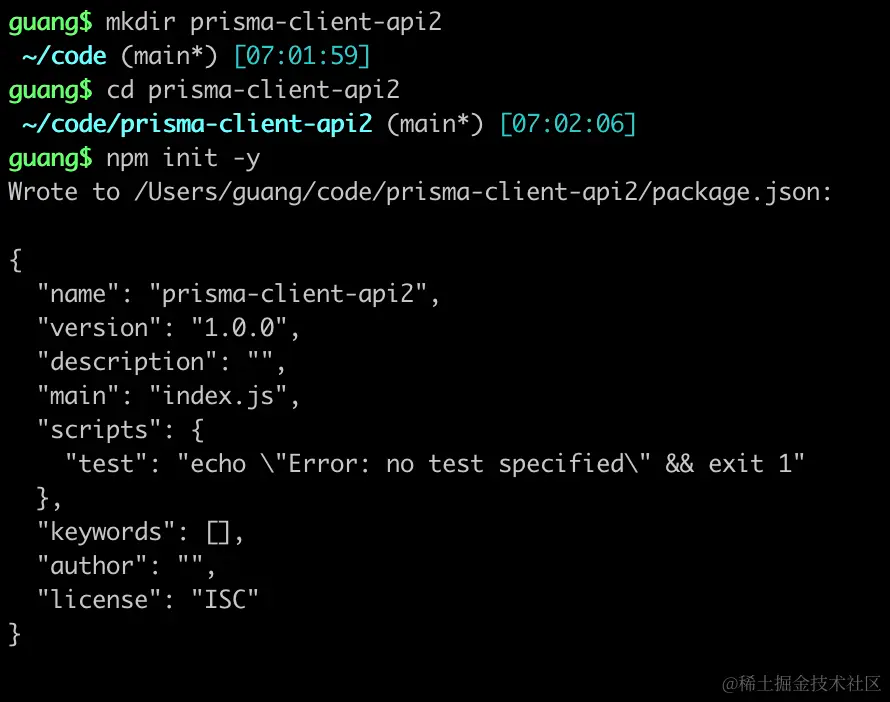 guang$ mkdir prisma-client-api2
~/code (main*) [07:01:59]
guang$ cd prisma-client-api2
~/code/prisma-client-api2 (main*) [07:02:06]
guang$ npm init -y
Wrote to /Users/guang/code/prisma-client-api2/package.json:
{
"name": "prisma-client-api2",
"version": "1.0.0",
"description": "",
"main": "index.js",
"scripts": {
"test": "echo \"Error: no test specified\" && exit 1"
},
"keywords": [],
"author": "",
"license": "ISC"
}
@稀土掘金技术社区